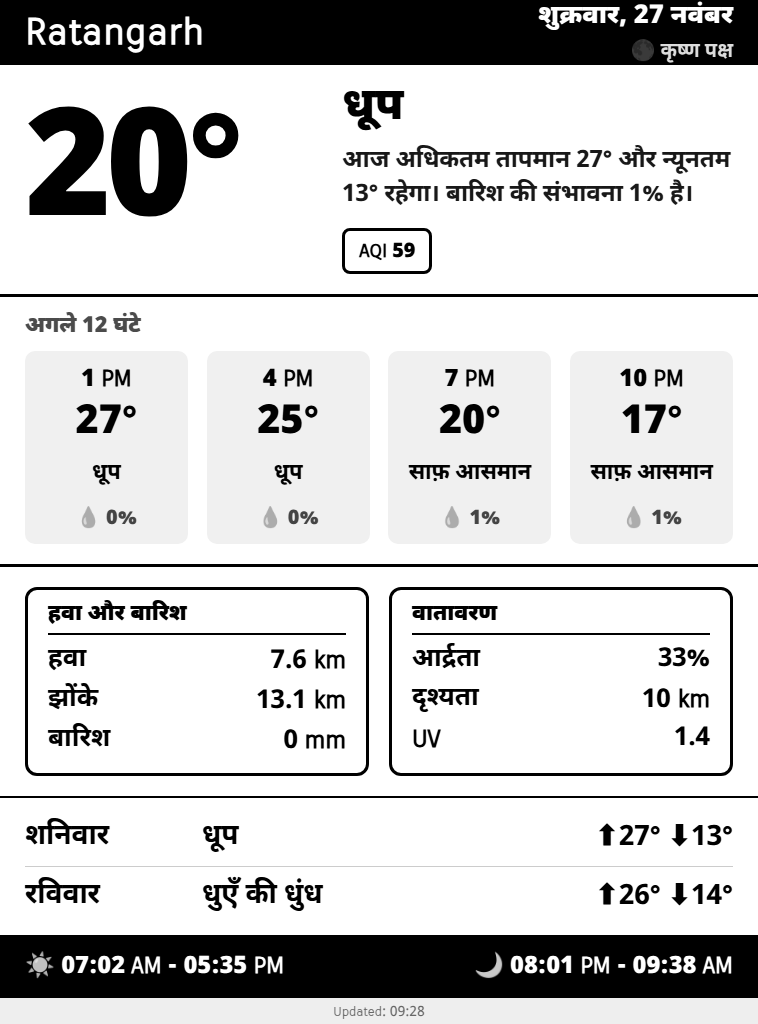 Ratangarh
शुक्रवार, 27 नवंबर
कृष्ण पक्ष
20°
धूप
आज अधिकतम तापमान 27° और न्यूनतम
13° रहेगा। बारिश की संभावना 1% है।
AQI 59
अगले 12 घंटे
1 PM 4 PM 7 PM 10 PM
27° 25° 20° 17°
धूप धूप साफ़ आसमान साफ़ आसमान
0% 0% 1% 1%
हवा और बारिश
हवा 7.6 km
झोंके 13.1 km
बारिश 0 mm
वातावरण
आर्द्रता 33%
दृश्यता 10 km
UV 1.4
शनिवार धूप ⬆27° ⬇13°
रविवार धुएँ की धुंध ⬆26° ⬇14°
07:02 AM - 05:35 PM 08:01 PM - 09:38 AM
Updated: 09:28